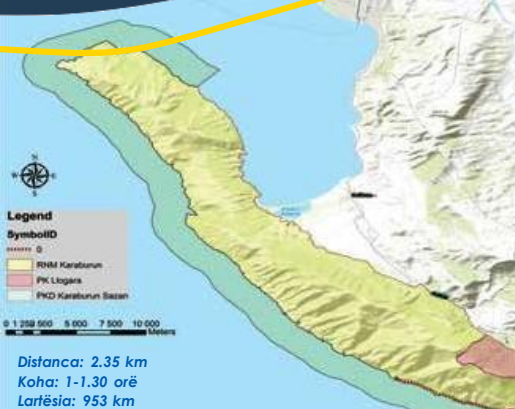 N
W
E
S
Legend
SymbolID
0
RNM Karaburun
PK Llogara
PKD Karaburun Sazan
0 1 250 500 5 000 7 500 10 000
Meters
Distanca: 2.35 km
Koha: 1-1.30 orë
Lartësia: 953 km